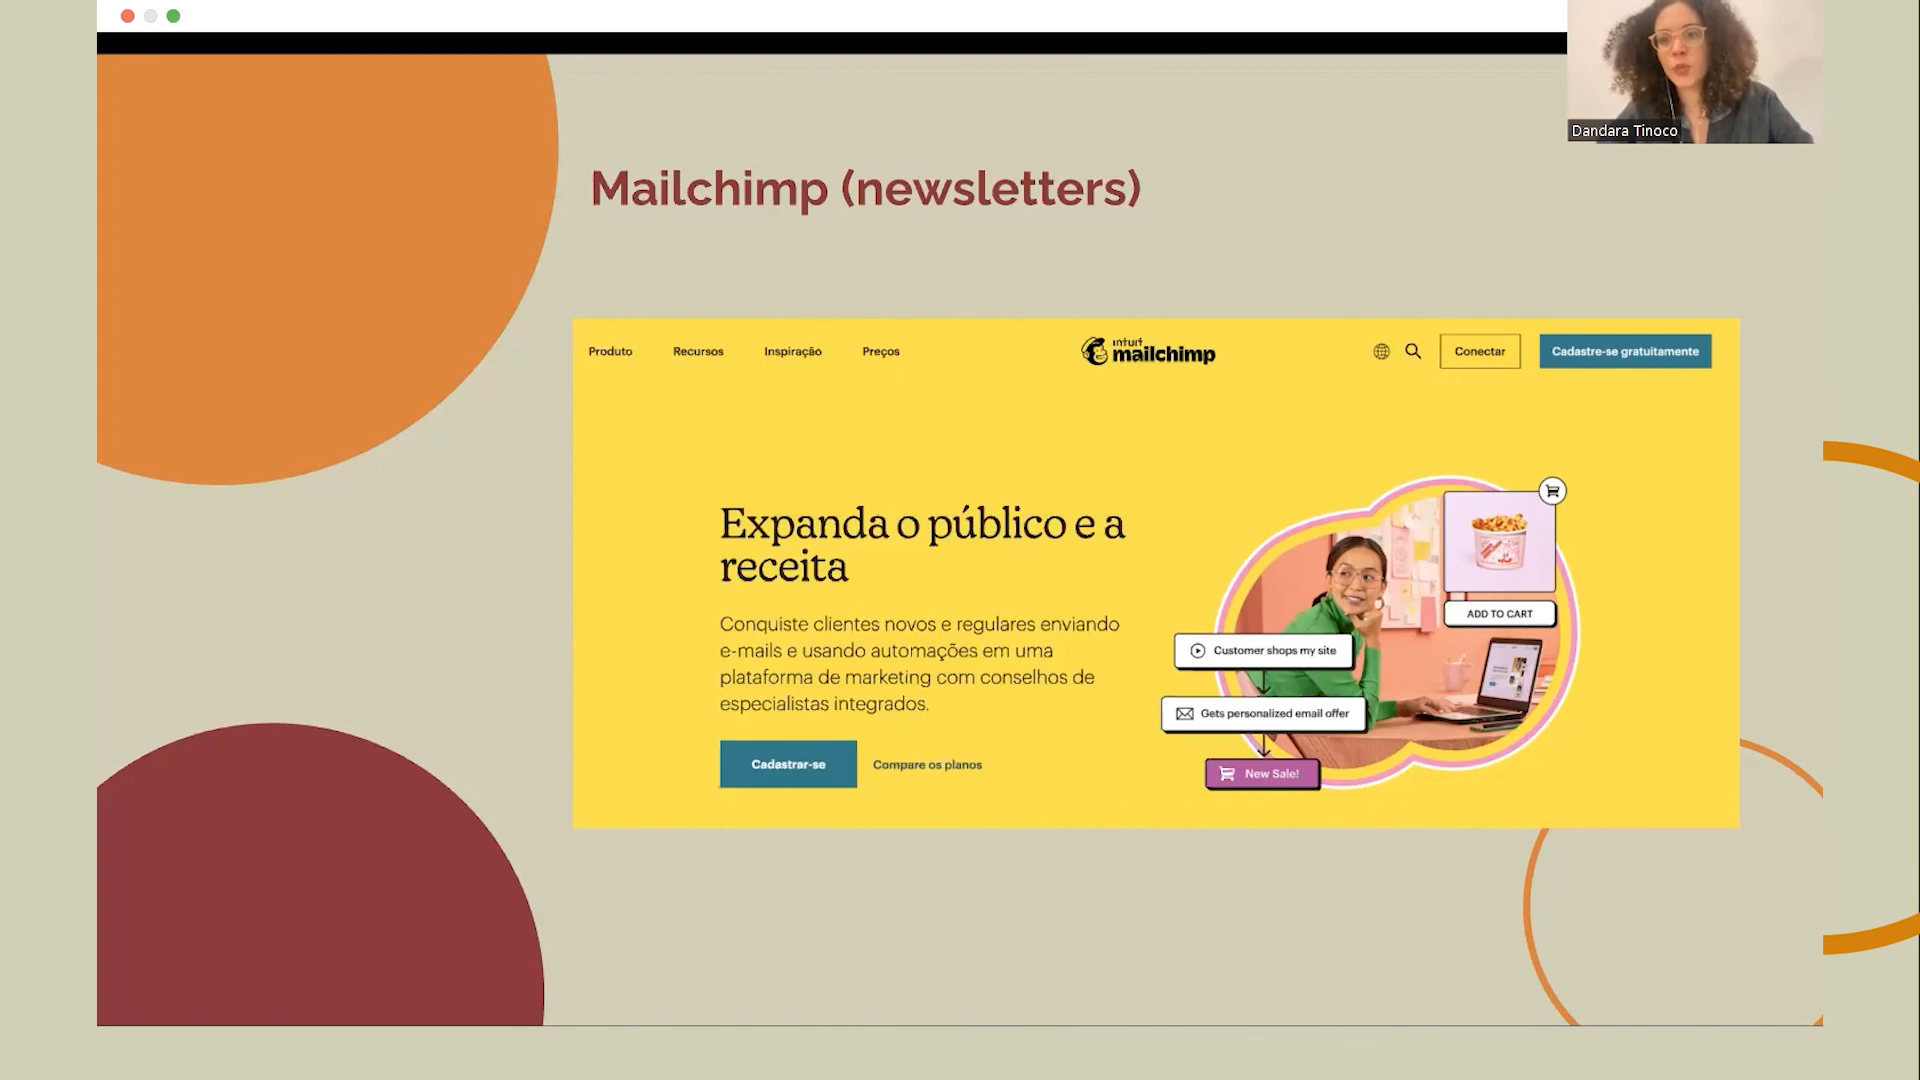 Dandara Tinoco
Mailchimp (newsletters)
Produto
Recursos
Inspiração
Preços
intuit
mailchimp
Conectar
Cadastre-se gratuitamente
Expanda o público e a
receita
Conquiste clientes novos e regulares enviando
e-mails e usando automações em uma
plataforma de marketing com conselhos de
especialistas integrados.
Cadastrar-se
Compare os planos
ADD TO CART
Customer shops my site
Gets personalized email offer
New Sale!